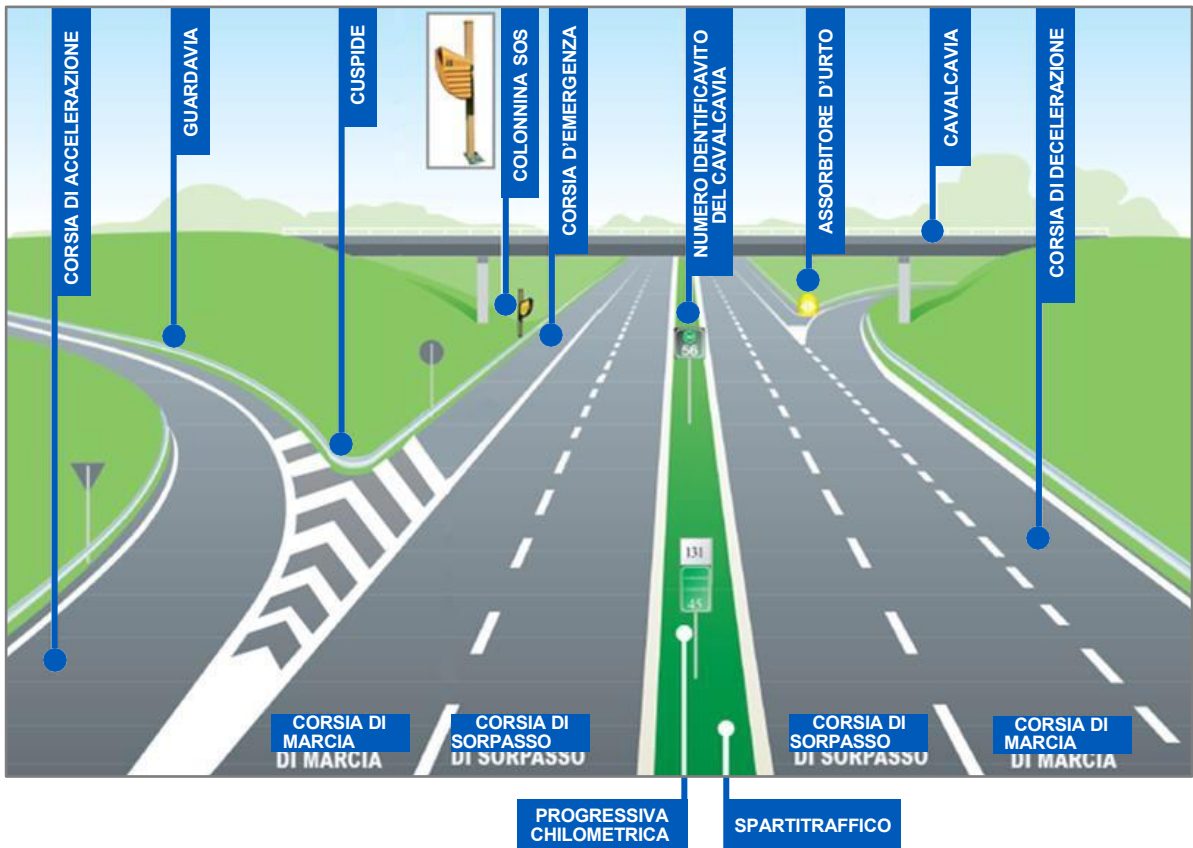 CORSIA DI ACCELERAZIONE
GUARDAVIA
CUSPIDE
COLONNINA SOS
CORSIA D'EMERGENZA
NUMERO IDENTIFICAVITO
DEL CAVALCAVIA
ASSORBITORE D'URTO
CAVALCAVIA
CORSIA DI DECELERAZIONE
56
131
45
CORSIA DI
MARCIA
DI MARCIA
CORSIA DI
SORPASSO
DI SORPASSO
CORSIA DI
SORPASSO
DI SORPASSO
CORSIA DI
MARCIA
DI MARCIA
PROGRESSIVA
CHILOMETRICA
SPARTITRAFFICO